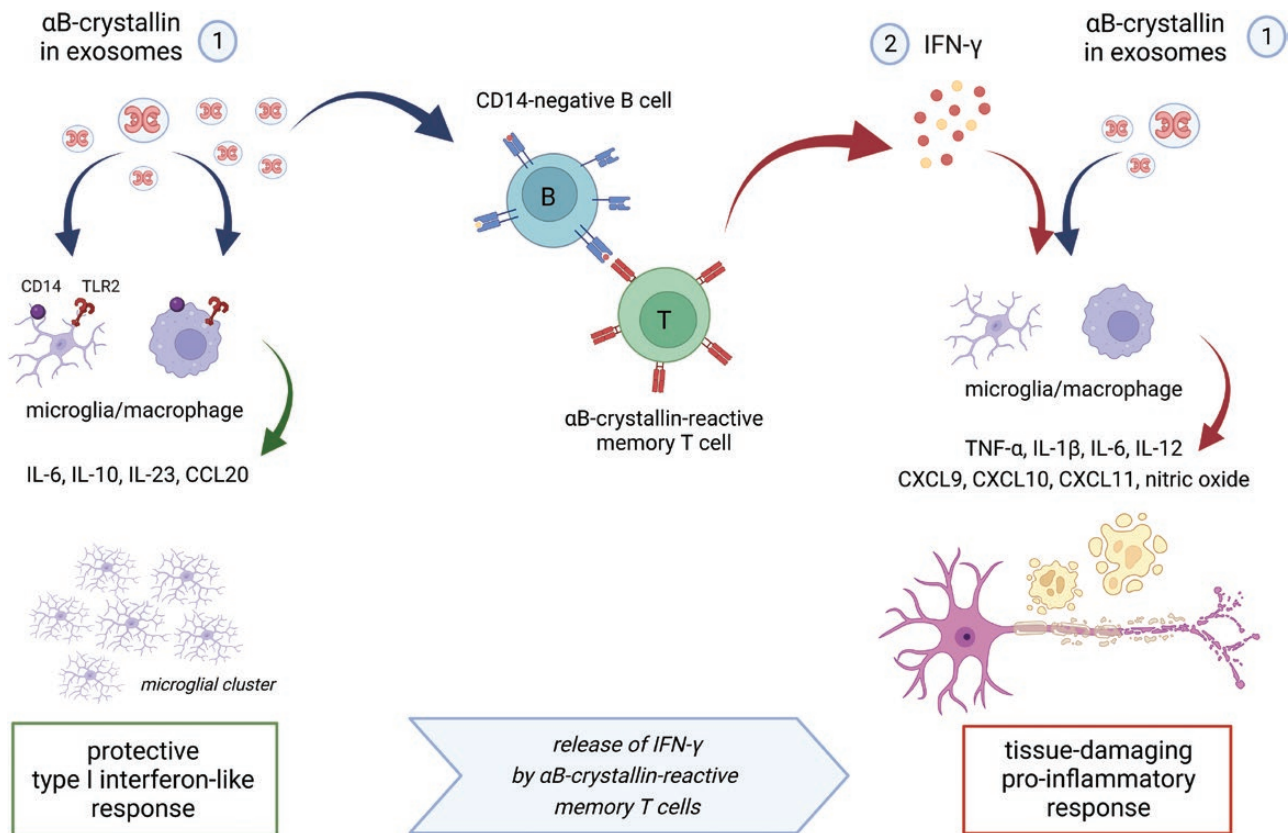 αB-crystallin
in exosomes
1
CD14
TLR2
microglia/macrophage
IL-6, IL-10, IL-23, CCL20
microglial cluster
protective
type I interferon-like
response
CD14-negative B cell
B
T
αB-crystallin-reactive
memory T cell
release of IFN-γ
by αB-crystallin-reactive
memory T cells
2 IFN-γ
αB-crystallin
in exosomes
1
microglia/macrophage
TNF-α, IL-1β, IL-6, IL-12
CXCL9, CXCL10, CXCL11, nitric oxide
tissue-damaging
pro-inflammatory
response